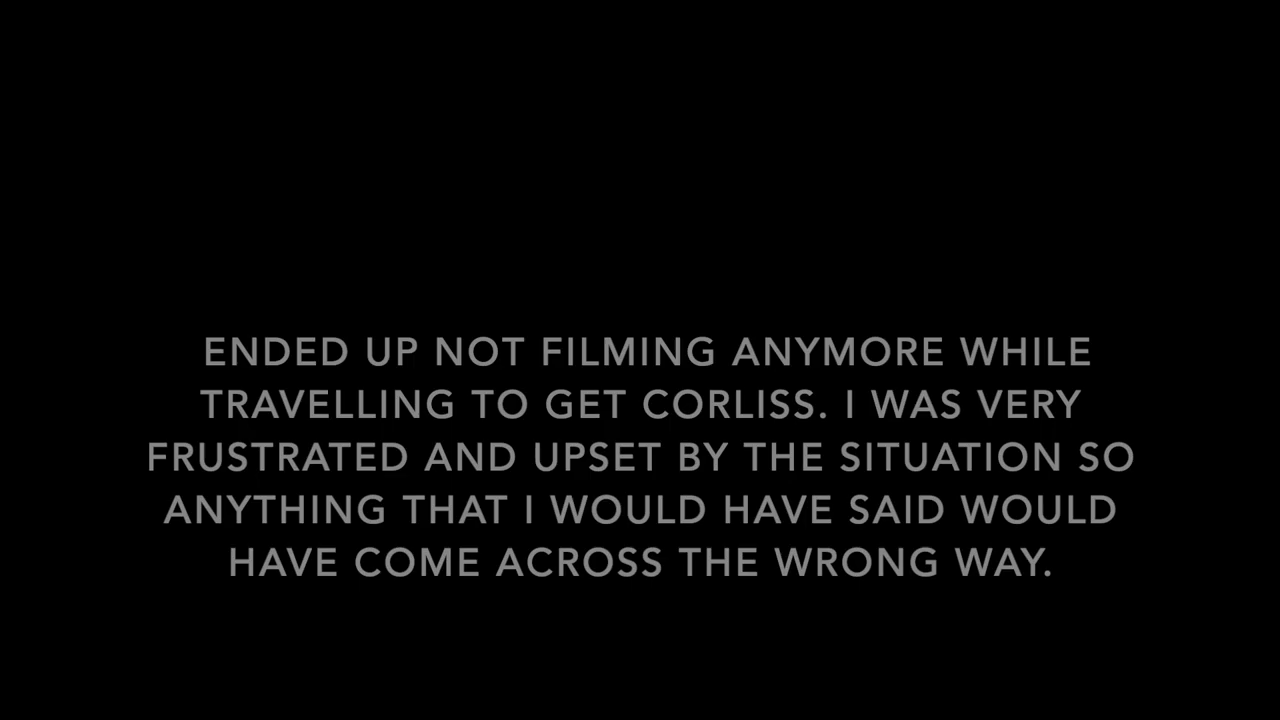 ENDED UP NOT FILMING ANYMORE WHILE
TRAVELLING TO GET CORLISS. I WAS VERY
FRUSTRATED AND UPSET BY THE SITUATION SO
ANYTHING THAT I WOULD HAVE SAID WOULD
HAVE COME ACROSS THE WRONG WAY.